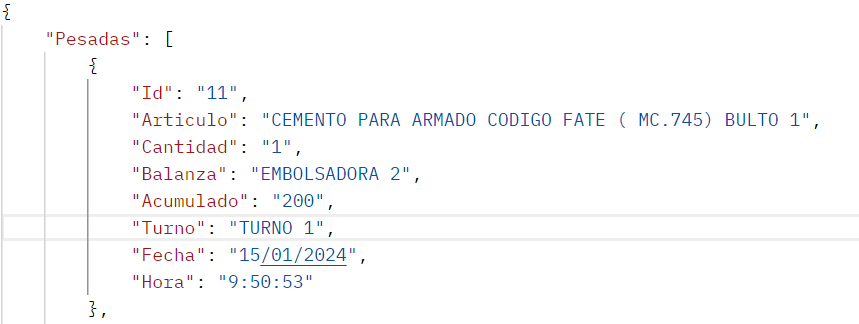 {
"Pesadas": [
{
"Id": "11",
"Articulo": "CEMENTO PARA ARMADO CODIGO FATE ( MC.745) BULTO 1",
"Cantidad": "1",
"Balanza": "EMBOLSADORA 2",
"Acumulado": "200",
"Turno": "TURNO 1",
"Fecha": "15/01/2024",
"Hora": "9:50:53"
},